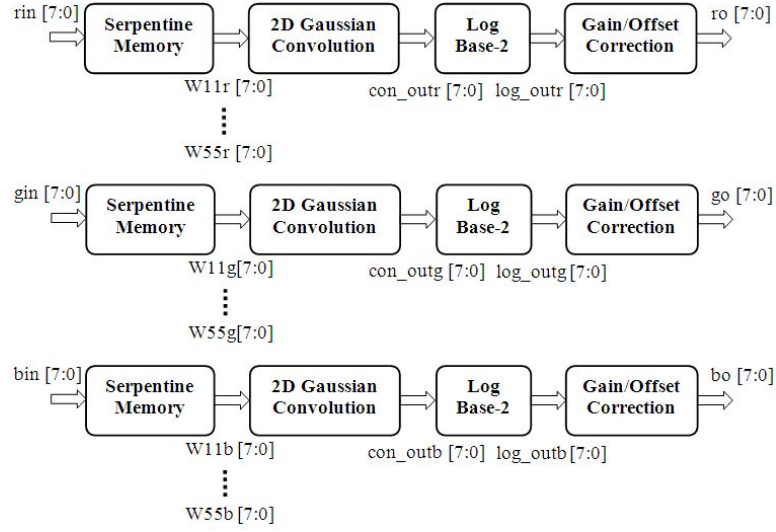 rin [7:0]
ro [7:0]
Serpentine
Memory
2D Gaussian
Convolution
Log
Base-2
Gain/Offset
Correction
W11r [7:0]
con_outr [7:0]
log_outr [7:0]
W55r [7:0]
gin [7:0]
go [7:0]
Serpentine
Memory
2D Gaussian
Convolution
Log
Base-2
Gain/Offset
Correction
W11g[7:0]
con_outg [7:0]
log_outg[7:0]
W55g[7:0]
bin [7:0]
bo [7:0]
Serpentine
Memory
2D Gaussian
Convolution
Log
Base-2
Gain/Offset
Correction
W11b [7:0]
con_outb [7:0]
log_outb [7:0]
W55b [7:0]